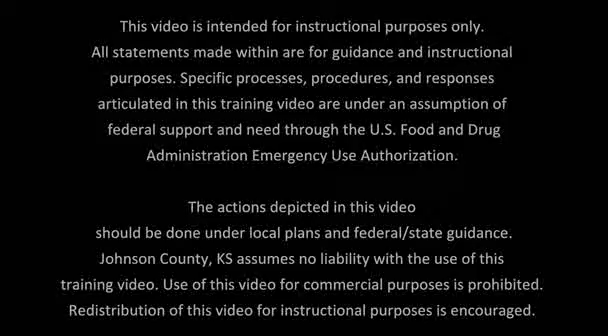 This video is intended for instructional purposes only.
All statements made within are for guidance and instructional
purposes. Specific processes, procedures, and responses
articulated in this training video are under an assumption of
federal support and need through the U.S. Food and Drug
Administration Emergency Use Authorization.
The actions depicted in this video
should be done under local plans and federal/state guidance.
Johnson County, KS assumes no liability with the use of this
training video. Use of this video for commercial purposes is prohibited.
Redistribution of this video for instructional purposes is encouraged.